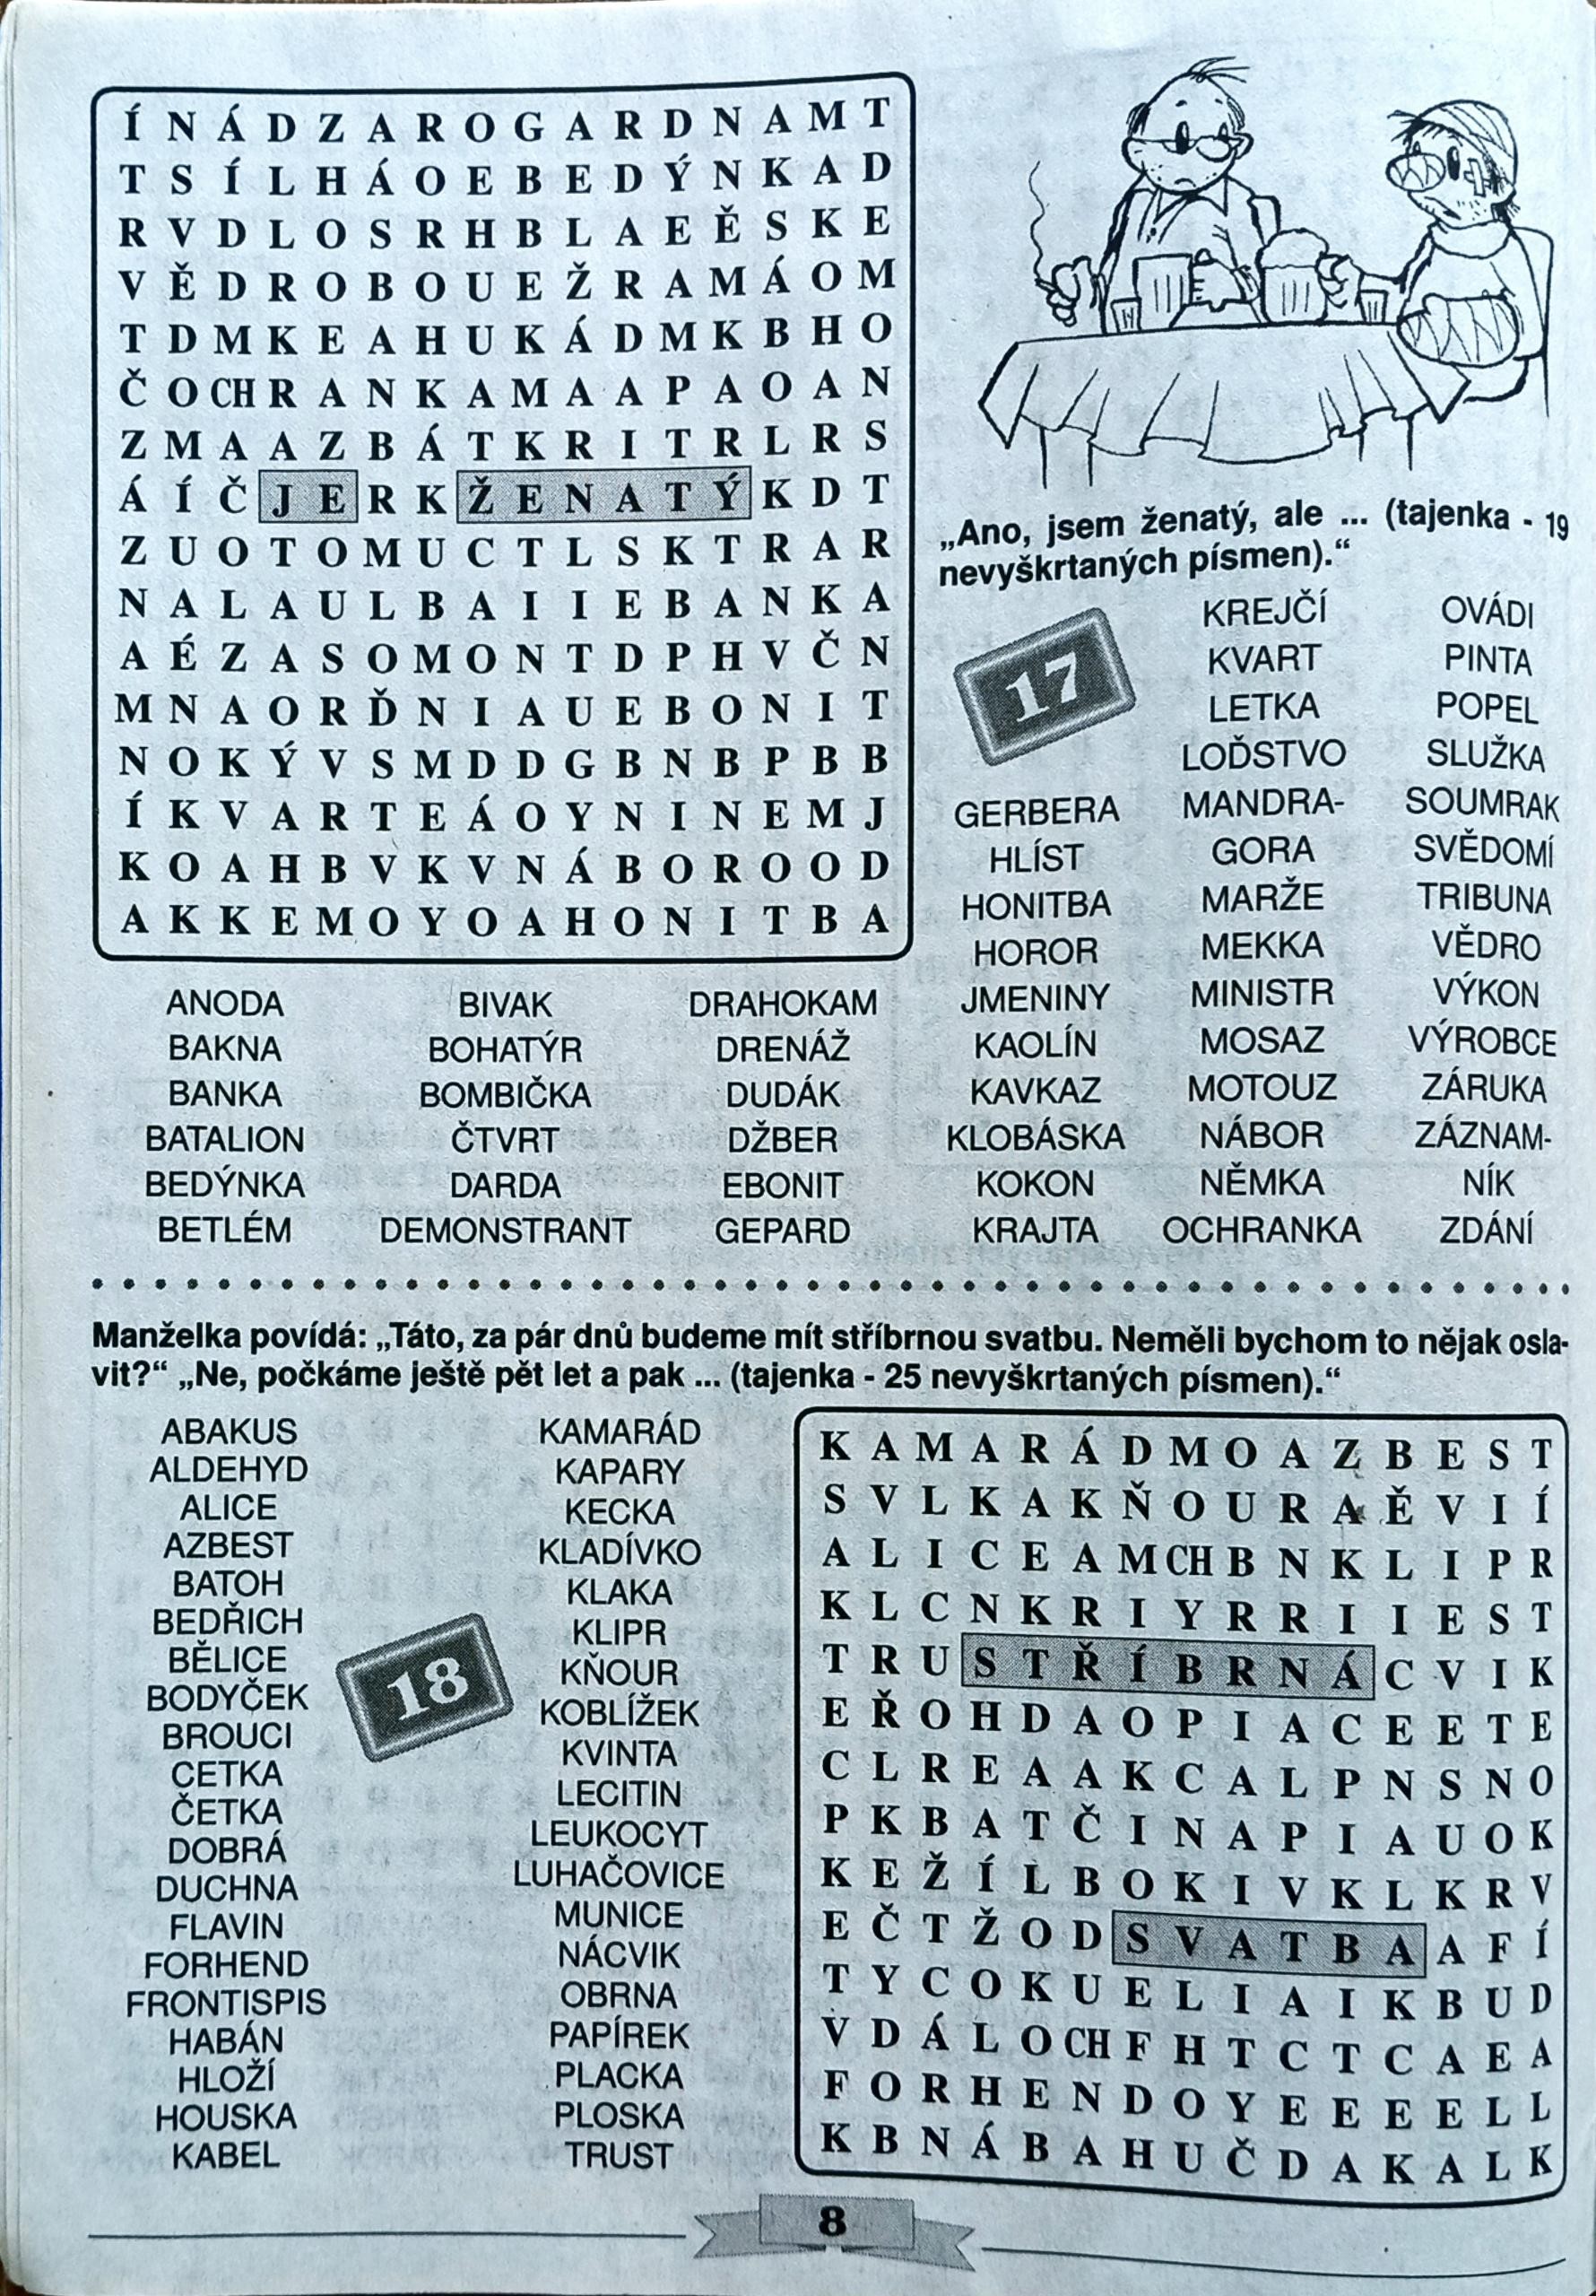 Í N Á D Z A R O G A R D N A M T
T S Í L H Á O E B E D Ý N K A D
R V D L O S R H B L A E Ě S K E
V Ě D R O B O U E Ž R A M Á O M
T D M K E A H U K Á D M K B H O
Č O CH R A N K A M A A P A O A N
Z M A A Z B Á T K R I T R L R S
Á Í Č J E R K Ž E N A T Ý K D T
Z U O T O M U C T L S K T R A R
N A L A U L B A I I E B A N K A
A É Z A S O M O N T D P H V Č N
M N A O R Ď N I A U E B O N I T
N O K Ý V S M D D G B N B P B B
Í K V A R T E Á O Y N I N E M J
K O A H B V K V N Á B O R O O D
A K K E M O Y O A H O N I T B A
„Ano, jsem ženatý, ale ... (tajenka - 19
nevyškrtaných písmen).“
17
ANODA
BAKNA
BANKA
BATALION
BEDÝNKA
BETLÉM
BIVAK
BOHATÝR
BOMBIČKA
ČTVRT
DARDA
DEMONSTRANT
DRAHOKAM
DRENÁŽ
DUDÁK
DŽBER
EBONIT
GEPARD
GERBERA
HLÍST
HONITBA
HOROR
JMENINY
KAOLÍN
KAVKAZ
KLOBÁSKA
KOKON
KRAJTA
KREJČÍ
KVART
LETKA
LOĎSTVO
MANDRA-
GORA
MARŽE
MEKKA
MINISTR
MOSAZ
MOTOUZ
NÁBOR
NĚMKA
OCHRANKA
OVÁDI
PINTA
POPEL
SLUŽKA
SOUMRAK
SVĚDOMÍ
TRIBUNA
VĚDRO
VÝKON
VÝROBCE
ZÁRUKA
ZÁZNAM-
NÍK
ZDÁNÍ
Manželka povídá: „Táto, za pár dnů budeme mít stříbrnou svatbu. Neměli bychom to nějak osla-
vit?“ „Ne, počkáme ještě pět let a pak ... (tajenka - 25 nevyškrtaných písmen).“
ABAKUS
ALDEHYD
ALICE
AZBEST
BATOH
BEDŘICH
BĚLICE
BODYČEK
BROUCI
CETKA
ČETKA
DOBRÁ
DUCHNA
FLAVIN
FORHEND
FRONTISPIS
HABÁN
HLOŽÍ
HOUSKA
KABEL
18
KAMARÁD
KAPARY
KECKA
KLADÍVKO
KLAKA
KLIPR
KŇOUR
KOBLÍŽEK
KVINTA
LECITIN
LEUKOCYT
LUHAČOVICE
MUNICE
NÁCVIK
OBRNA
PAPÍREK
PLACKA
PLOSKA
TRUST
K A M A R Á D M O A Z B E S T
S V L K A K Ň O U R A Ě V I Í
A L I C E A M CH B N K L I P R
K L C N K R I Y R R I I E S T
T R U S T Ř Í B R N Á C V I K
E Ř O H D A O P I A C E E T E
C L R E A A K C A L P N S N O
P K B A T Č I N A P I A U O K
K E Ž Í L B O K I V K L K R V
E Č T Ž O D S V A T B A A F Í
T Y C O K U E L I A I K B U D
V D Á L O CH F H T C T C A E A
F O R H E N D O Y E E E E L L
K B N Á B A H U Č D A K A L K
8